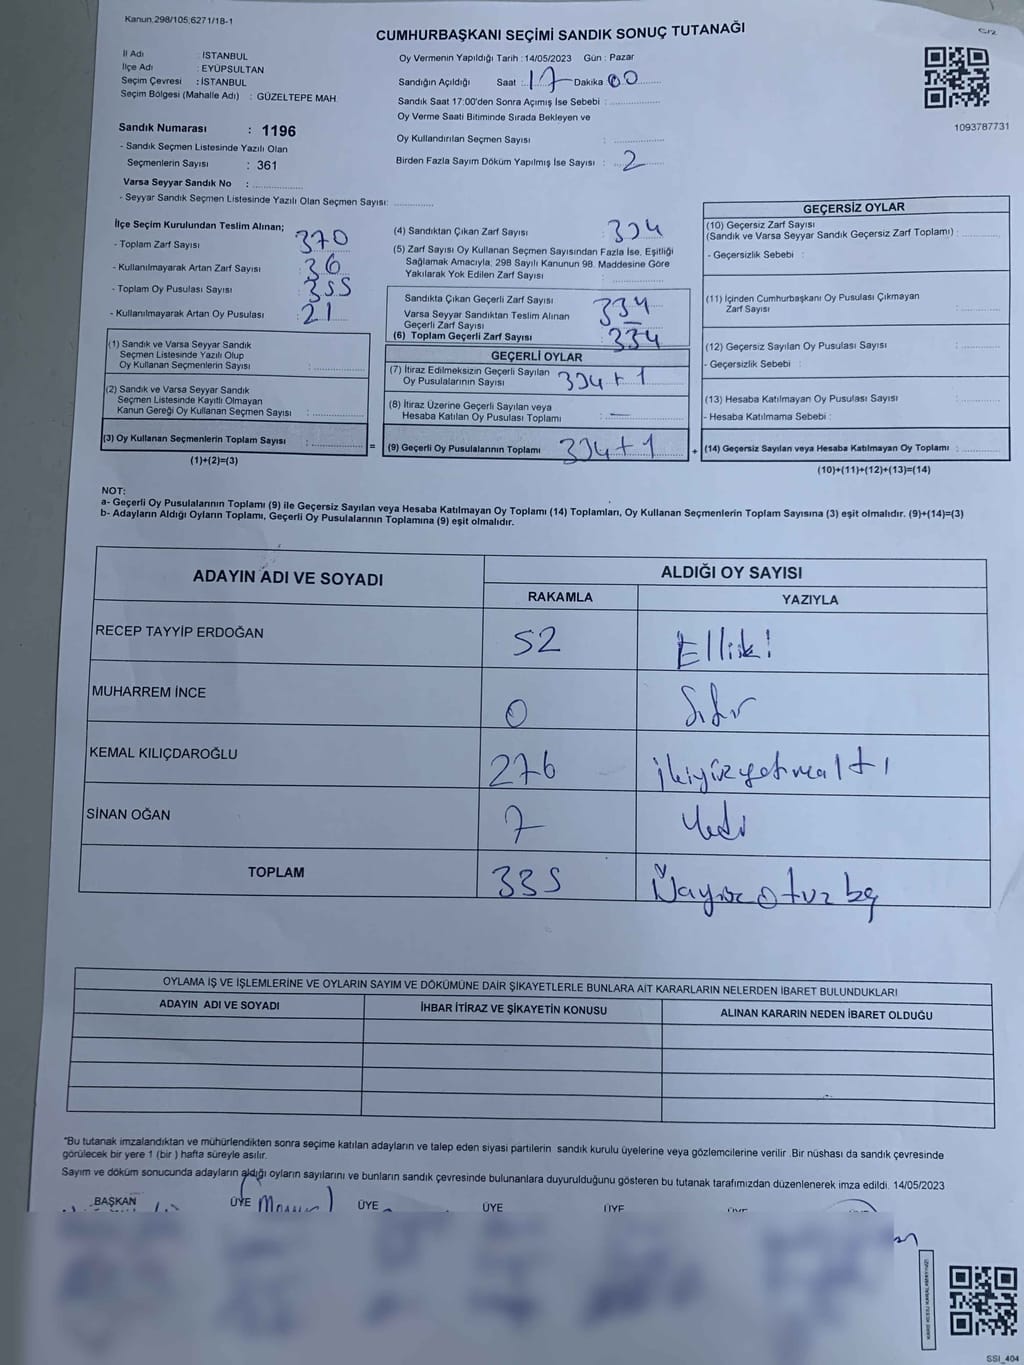 Kanun.298/105;6271/18-1
CUMHURBAŞKANI SEÇİMİ SANDIK SONUÇ TUTANAĞI
İl Adı : İSTANBUL
İlçe Adı : EYÜPSULTAN
Seçim Çevresi : İSTANBUL
Seçim Bölgesi (Mahalle Adı) : GÜZELTEPE MAH.
Sandık Numarası : 1196
- Sandık Seçmen Listesinde Yazılı Olan
Seçmenlerin Sayısı : 361
Varsa Seyyar Sandık No :
- Seyyar Sandık Seçmen Listesinde Yazılı Olan Seçmen Sayısı:
Oy Vermenin Yapıldığı Tarih : 14/05/2023 Gün : Pazar
Sandığın Açıldığı Saat : 17 Dakika 00
Sandık Saat 17:00'den Sonra Açımış İse Sebebi :
Oy Verme Saati Bitiminde Sırada Bekleyen ve
Oy Kullandırılan Seçmen Sayısı :
Birden Fazla Sayım Döküm Yapılmış İse Sayısı : 2
1093787731
İlçe Seçim Kurulundan Teslim Alınan;
- Toplam Zarf Sayısı : 370
- Kullanılmayarak Artan Zarf Sayısı : 36
- Toplam Oy Pusulası Sayısı : 355
- Kullanılmayarak Artan Oy Pusulası : 21
(1) Sandık ve Varsa Seyyar Sandık
Seçmen Listesinde Yazılı Olup
Oy Kullanan Seçmenlerin Sayısı :
(2) Sandık ve Varsa Seyyar Sandık
Seçmen Listesinde Kayıtlı Olmayan
Kanun Gereği Oy Kullanan Seçmen Sayısı :
(3) Oy Kullanan Seçmenlerin Toplam Sayısı :
(1)+(2)=(3)
(4) Sandıktan Çıkan Zarf Sayısı : 334
(5) Zarf Sayısı Oy Kullanan Seçmen Sayısından Fazla İse, Eşitliği
Sağlamak Amacıyla, 298 Sayılı Kanunun 98. Maddesine Göre
Yakılarak Yok Edilen Zarf Sayısı :
Sandıkta Çıkan Geçerli Zarf Sayısı 334
Varsa Seyyar Sandıktan Teslim Alınan
Geçerli Zarf Sayısı : —
(6) Toplam Geçerli Zarf Sayısı : 334
GEÇERLİ OYLAR
(7) İtiraz Edilmeksizin Geçerli Sayılan
Oy Pusulalarının Sayısı 334 + 1
(8) İtiraz Üzerine Geçerli Sayılan veya
Hesaba Katılan Oy Pusulası Toplamı : —
= (9) Geçerli Oy Pusulalarının Toplamı 334 + 1
GEÇERSİZ OYLAR
(10) Geçersiz Zarf Sayısı
(Sandık ve Varsa Seyyar Sandık Geçersiz Zarf Toplamı) :
- Geçersizlik Sebebi :
(11) İçinden Cumhurbaşkanı Oy Pusulası Çıkmayan
Zarf Sayısı :
(12) Geçersiz Sayılan Oy Pusulası Sayısı :
- Geçersizlik Sebebi :
(13) Hesaba Katılmayan Oy Pusulası Sayısı :
- Hesaba Katılmama Sebebi :
+ (14) Geçersiz Sayılan veya Hesaba Katılmayan Oy Toplamı :
(10)+(11)+(12)+(13)=(14)
NOT:
a- Geçerli Oy Pusulalarının Toplamı (9) ile Geçersiz Sayılan veya Hesaba Katılmayan Oy Toplamı (14) Toplamları, Oy Kullanan Seçmenlerin Toplam Sayısına (3) eşit olmalıdır. (9)+(14)=(3)
b- Adayların Aldığı Oyların Toplamı, Geçerli Oy Pusulalarının Toplamına (9) eşit olmalıdır.
ADAYIN ADI VE SOYADI ALDIĞI OY SAYISI
RAKAMLA YAZIYLA
RECEP TAYYİP ERDOĞAN 52 Elliiki
MUHARREM İNCE 0 Sıfır
KEMAL KILIÇDAROĞLU 276 ikiyüzyetmişaltı
SİNAN OĞAN 7 Yedi
TOPLAM 335 Üçyüzotuzbeş
OYLAMA İŞ VE İŞLEMLERİNE VE OYLARIN SAYIM VE DÖKÜMÜNE DAİR ŞİKAYETLERLE BUNLARA AİT KARARLARIN NELERDEN İBARET BULUNDUKLARI
ADAYIN ADI VE SOYADI İHBAR İTİRAZ VE ŞİKAYETİN KONUSU ALINAN KARARIN NEDEN İBARET OLDUĞU
"Bu tutanak imzalandıktan ve mühürlendikten sonra seçime katılan adayların ve talep eden siyasi partilerin sandık kurulu üyelerine veya gözlemcilerine verilir. Bir nüshası da sandık çevresinde
görülecek bir yere 1 (bir ) hafta süreyle asılır.
Sayım ve döküm sonucunda adayların aldığı oyların sayılarını ve bunların sandık çevresinde bulunanlara duyurulduğunu gösteren bu tutanak tarafımızdan düzenlenerek imza edildi. 14/05/2023
BAŞKAN ÜYE ÜYE ÜYE ÜYE ÜYE
SSI_404